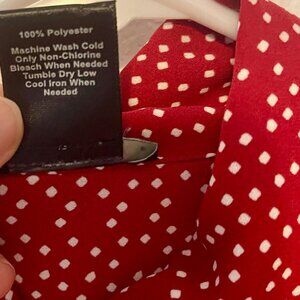 100% Polyester
Machine Wash Cold
Only Non-Chlorine
Bleach When Needed
Tumble Dry Low
Cool Iron When
Needed